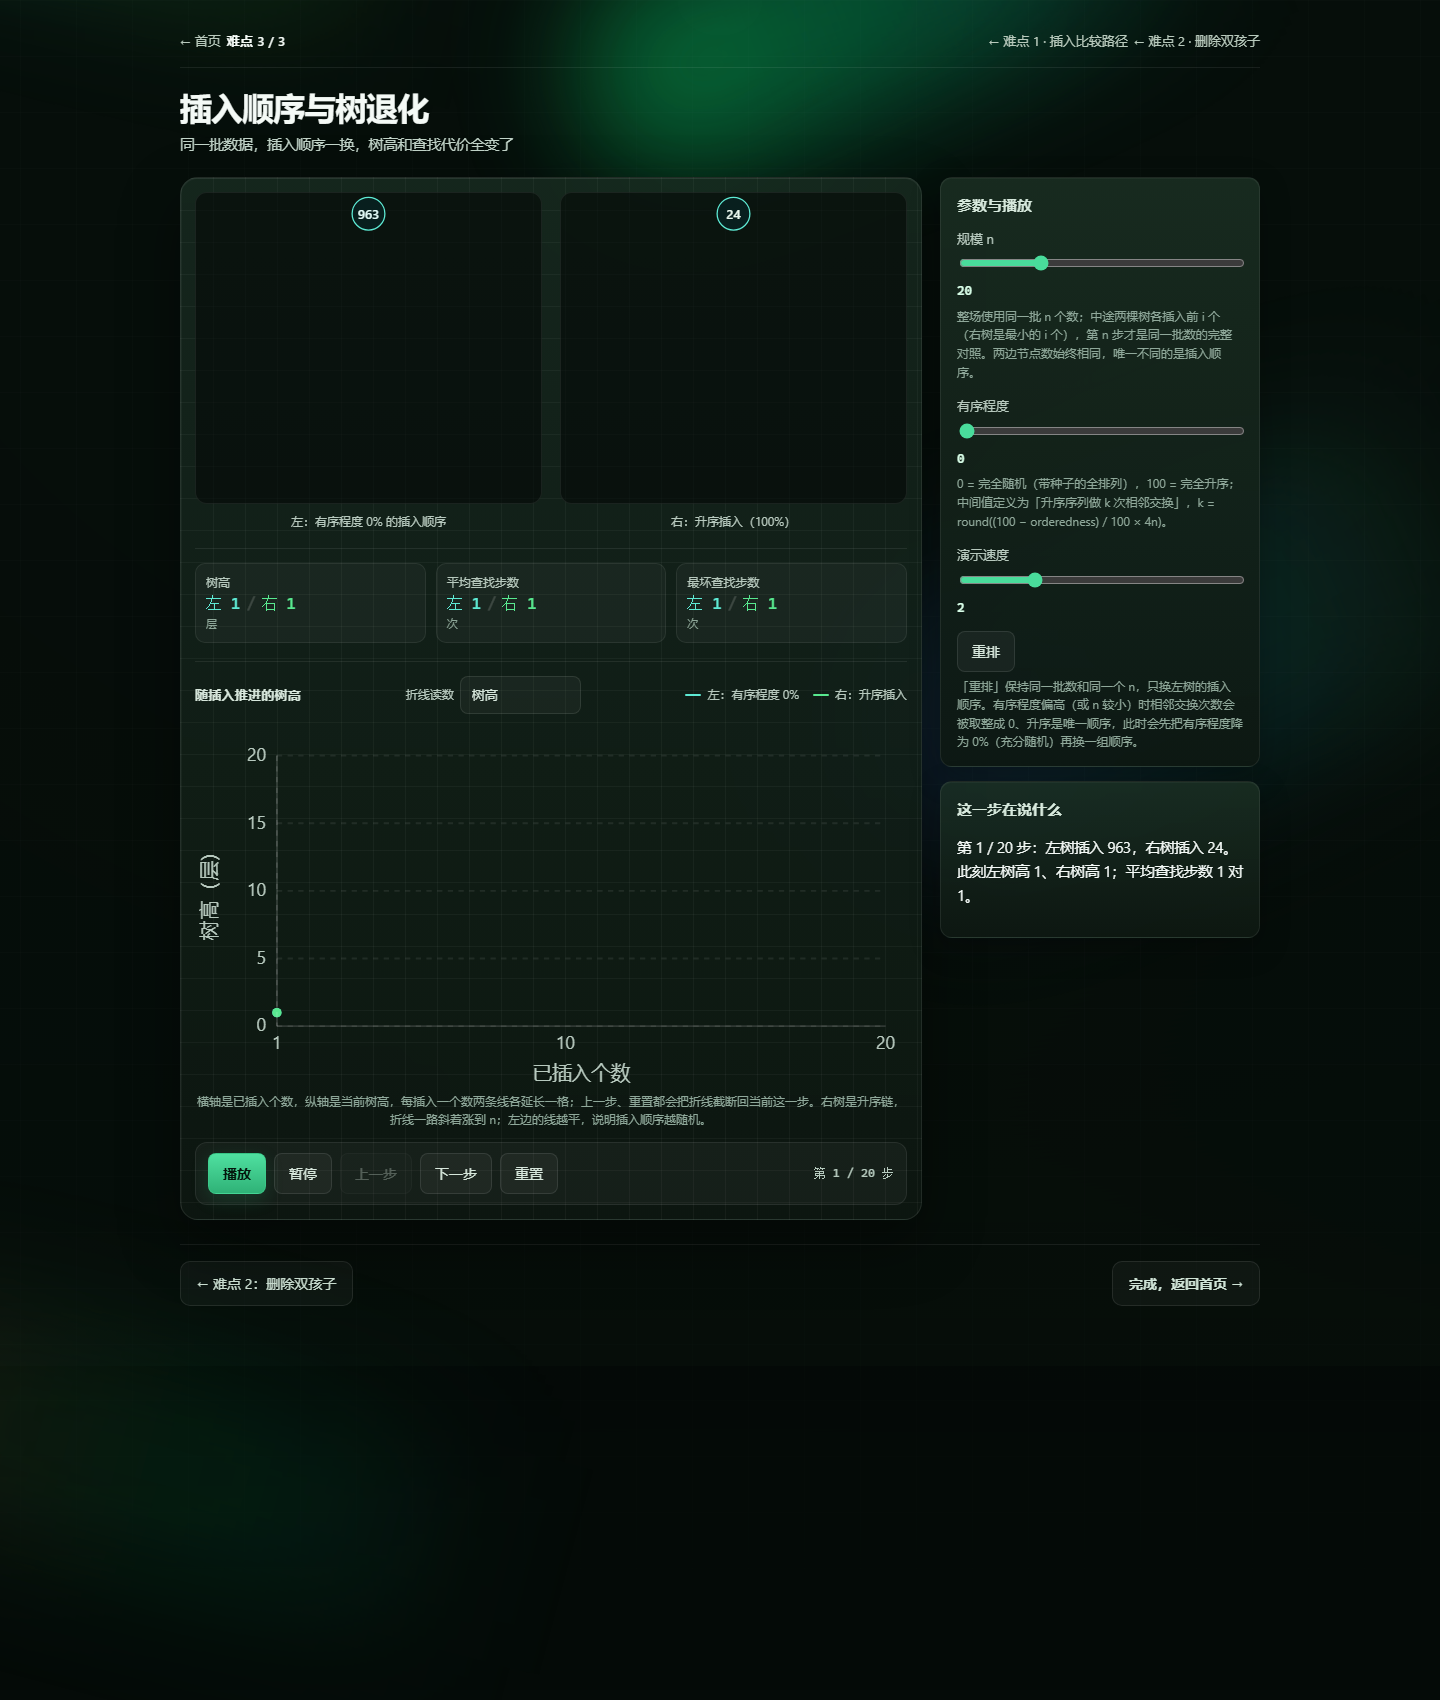 ← 首页 难点 3 / 3
← 难点 1 · 插入比较路径 ← 难点 2 · 删除双孩子
插入顺序与树退化
同一批数据，插入顺序一换，树高和查找代价全变了
963
24
左：有序程度 0% 的插入顺序
右：升序插入（100%）
树高
左 1 / 右 1
层
平均查找步数
左 1 / 右 1
次
最坏查找步数
左 1 / 右 1
次
随插入推进的树高
折线读数 树高
左：有序程度 0% 右：升序插入
20
15
10
5
0
树高（层）
1
10
20
已插入个数
横轴是已插入个数，纵轴是当前树高，每插入一个数两条线各延长一格；上一步、重置都会把折线截断回当前这一步。右树是升序链，
折线一路斜着涨到 n；左边的线越平，说明插入顺序越随机。
播放 暂停 上一步 下一步 重置
第 1 / 20 步
参数与播放
规模 n
20
整场使用同一批 n 个数；中途两棵树各插入前 i 个
（右树是最小的 i 个），第 n 步才是同一批数的完整
对照。两边节点数始终相同，唯一不同的是插入顺
序。
有序程度
0
0 = 完全随机（带种子的全排列），100 = 完全升序；
中间值定义为「升序序列做 k 次相邻交换」，k =
round((100 − orderedness) / 100 × 4n)。
演示速度
2
重排
「重排」保持同一批数和同一个 n，只换左树的插入
顺序。有序程度偏高（或 n 较小）时相邻交换次数会
被取整成 0、升序是唯一顺序，此时会先把有序程度降
为 0%（充分随机）再换一组顺序。
这一步在说什么
第 1 / 20 步：左树插入 963，右树插入 24。
此刻左树高 1、右树高 1；平均查找步数 1 对
1。
← 难点 2：删除双孩子
完成，返回首页 →